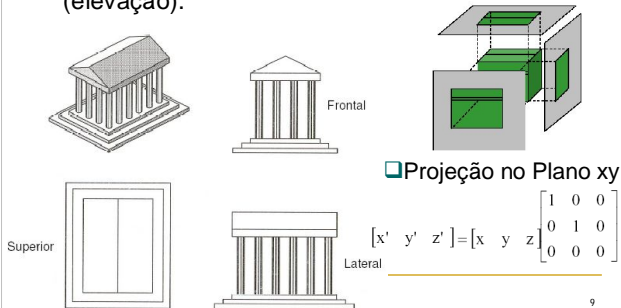 (elevação).
Frontal
❑Projeção no Plano xy
Superior
Lateral
[x' y' z'] = [x y z] [1 0 0
0 1 0
0 0 0]
9